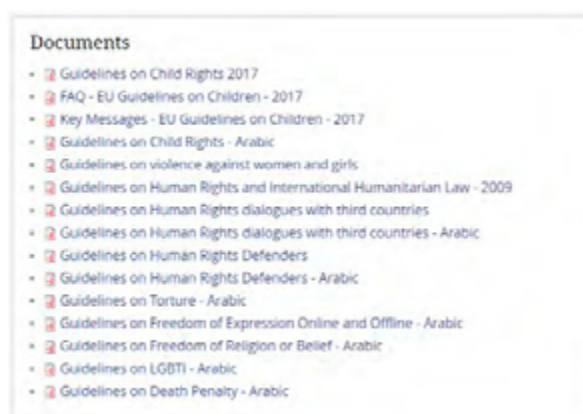 Documents
Guidelines on Child Rights 2017
FAQ - EU Guidelines on Children - 2017
Key Messages - EU Guidelines on Children - 2017
Guidelines on Child Rights - Arabic
Guidelines on violence against women and girls
Guidelines on Human Rights and International Humanitarian Law - 2009
Guidelines on Human Rights dialogues with third countries
Guidelines on Human Rights dialogues with third countries - Arabic
Guidelines on Human Rights Defenders
Guidelines on Human Rights Defenders - Arabic
Guidelines on Torture - Arabic
Guidelines on Freedom of Expression Online and Offline - Arabic
Guidelines on Freedom of Religion or Belief - Arabic
Guidelines on LGBTI - Arabic
Guidelines on Death Penalty - Arabic